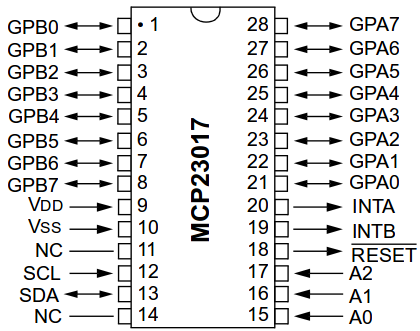 GPB0 1 28 GPA7
GPB1 2 27 GPA6
GPB2 3 26 GPA5
GPB3 4 25 GPA4
GPB4 5 24 GPA3
GPB5 6 23 GPA2
GPB6 7 22 GPA1
GPB7 8 21 GPA0
VDD 9 20 INTA
VSS 10 19 INTB
NC 11 18 RESET
SCL 12 17 A2
SDA 13 16 A1
NC 14 15 A0
MCP23017